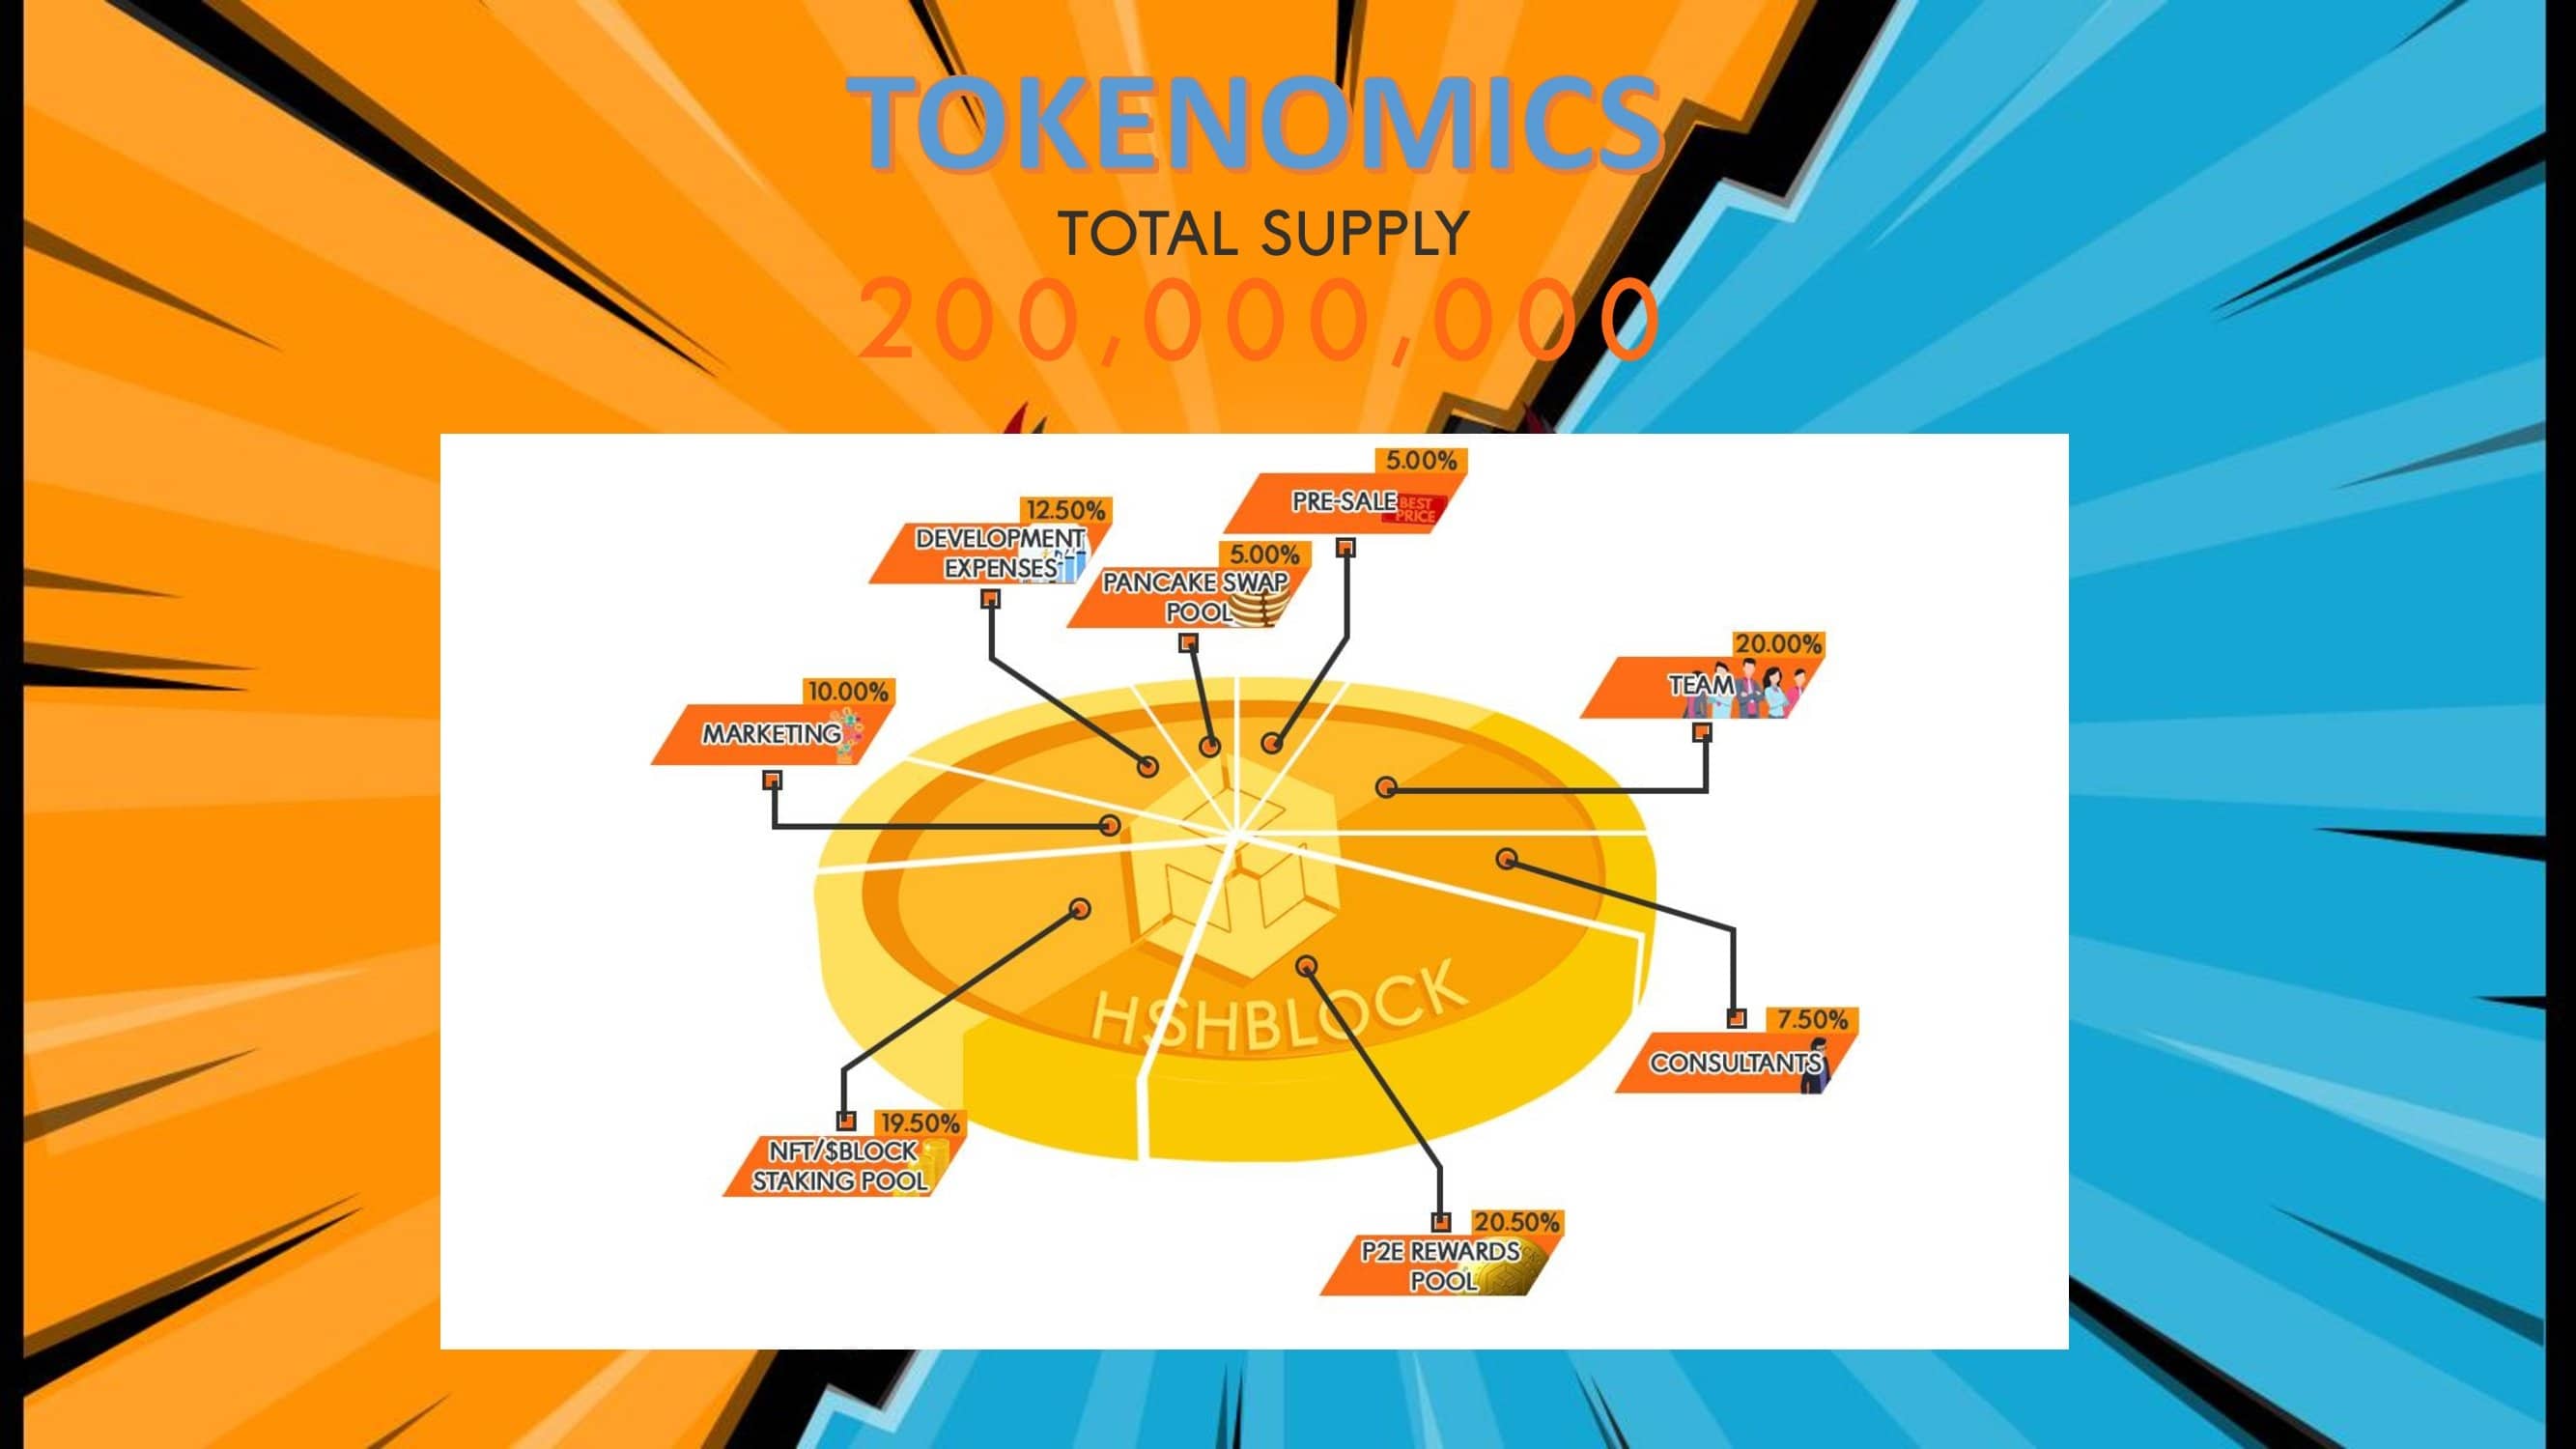 TOKENOMICS
TOTAL SUPPLY
200,000,000
5.00%
PRE-SALE
BEST
PRICE
12.50%
DEVELOPMENT
EXPENSES
5.00%
PANCAKE SWAP
POOL
20.00%
TEAM
10.00%
MARKETING
HSHBLOCK
7.50%
CONSULTANTS
19.50%
NFT/$BLOCK
STAKING POOL
20.50%
P2E REWARDS
POOL